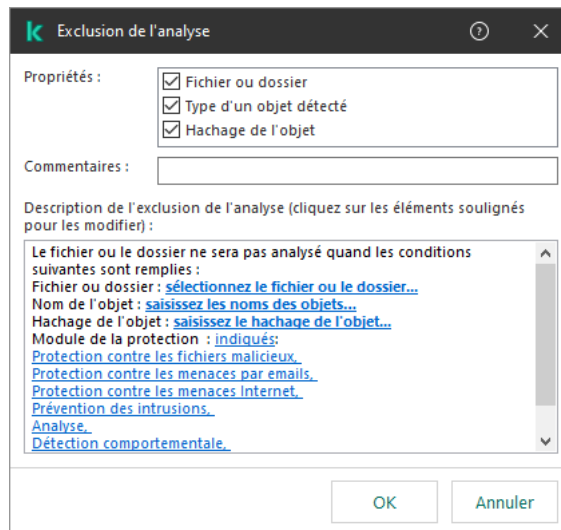 Exclusion de l'analyse
Propriétés :
Fichier ou dossier
Type d'un objet détecté
Hachage de l'objet
Commentaires :
Description de l'exclusion de l'analyse (cliquez sur les éléments soulignés
pour les modifier) :
Le fichier ou le dossier ne sera pas analysé quand les conditions
suivantes sont remplies :
Fichier ou dossier : sélectionnez le fichier ou le dossier...
Nom de l'objet : saisissez les noms des objets...
Hachage de l'objet : saisissez le hachage de l'objet...
Module de la protection  : indiqués:
Protection contre les fichiers malicieux,
Protection contre les menaces par emails,
Protection contre les menaces Internet,
Prévention des intrusions,
Analyse,
Détection comportementale,
OK
Annuler